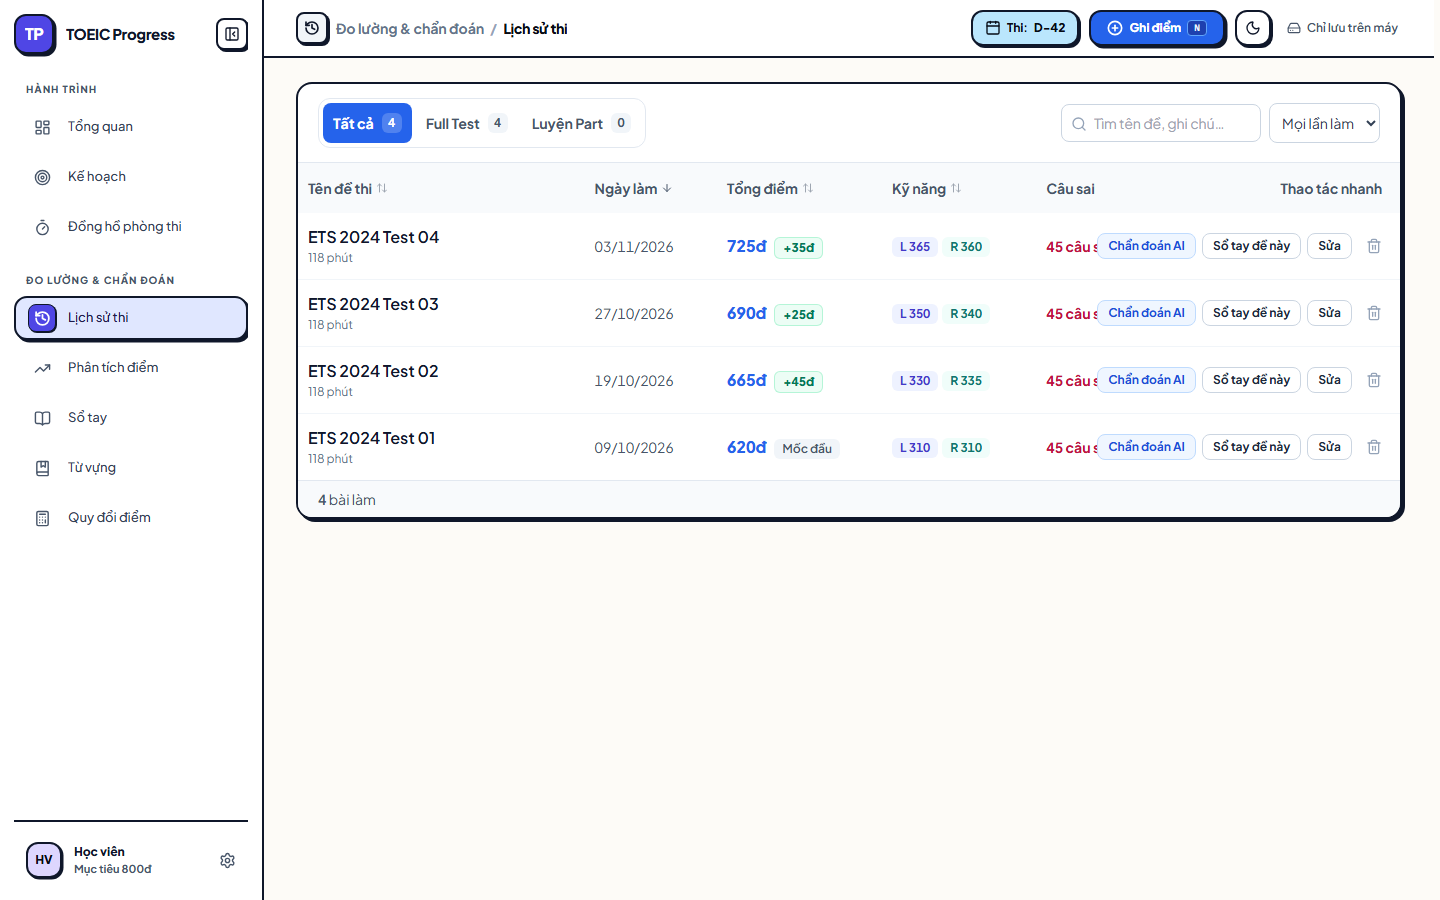 TP TOEIC Progress
Đo lường & chẩn đoán / Lịch sử thi
Thi: D-42
Ghi điểm N
Chỉ lưu trên máy
HÀNH TRÌNH
Tổng quan
Kế hoạch
Đồng hồ phòng thi
ĐO LƯỜNG & CHẨN ĐOÁN
Lịch sử thi
Phân tích điểm
Sổ tay
Từ vựng
Quy đổi điểm
HV Học viên
Mục tiêu 800đ
Tất cả 4 Full Test 4 Luyện Part 0
Tìm tên đề, ghi chú...
Mọi lần làm
Tên đề thi Ngày làm Tổng điểm Kỹ năng Câu sai Thao tác nhanh
ETS 2024 Test 04
118 phút
03/11/2026 725đ +35đ L 365 R 360 45 câu s Chẩn đoán AI Sổ tay đề này Sửa
ETS 2024 Test 03
118 phút
27/10/2026 690đ +25đ L 350 R 340 45 câu s Chẩn đoán AI Sổ tay đề này Sửa
ETS 2024 Test 02
118 phút
19/10/2026 665đ +45đ L 330 R 335 45 câu s Chẩn đoán AI Sổ tay đề này Sửa
ETS 2024 Test 01
118 phút
09/10/2026 620đ Mốc đầu L 310 R 310 45 câu s Chẩn đoán AI Sổ tay đề này Sửa
4 bài làm